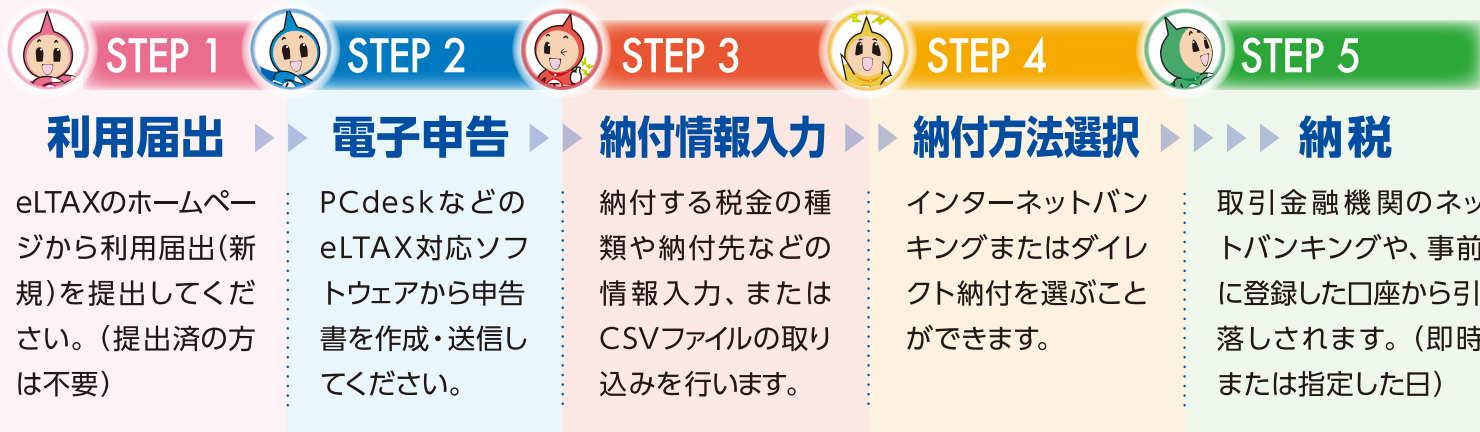 STEP 1
利用届出
eLTAXのホームペー
ジから利用届出(新
規)を提出してくだ
さい。(提出済の方
は不要)
STEP 2
電子申告
PCdeskなどの
eLTAX対応ソフ
トウェアから申告
書を作成・送信し
てください。
STEP 3
納付情報入力
納付する税金の種
類や納付先などの
情報入力、または
CSVファイルの取り
込みを行います。
STEP 4
納付方法選択
インターネットバン
キングまたはダイレ
クト納付を選ぶこと
ができます。
STEP 5
納税
取引金融機関のネッ
トバンキングや、事前
に登録した口座から引
落しされます。(即時
または指定した日)